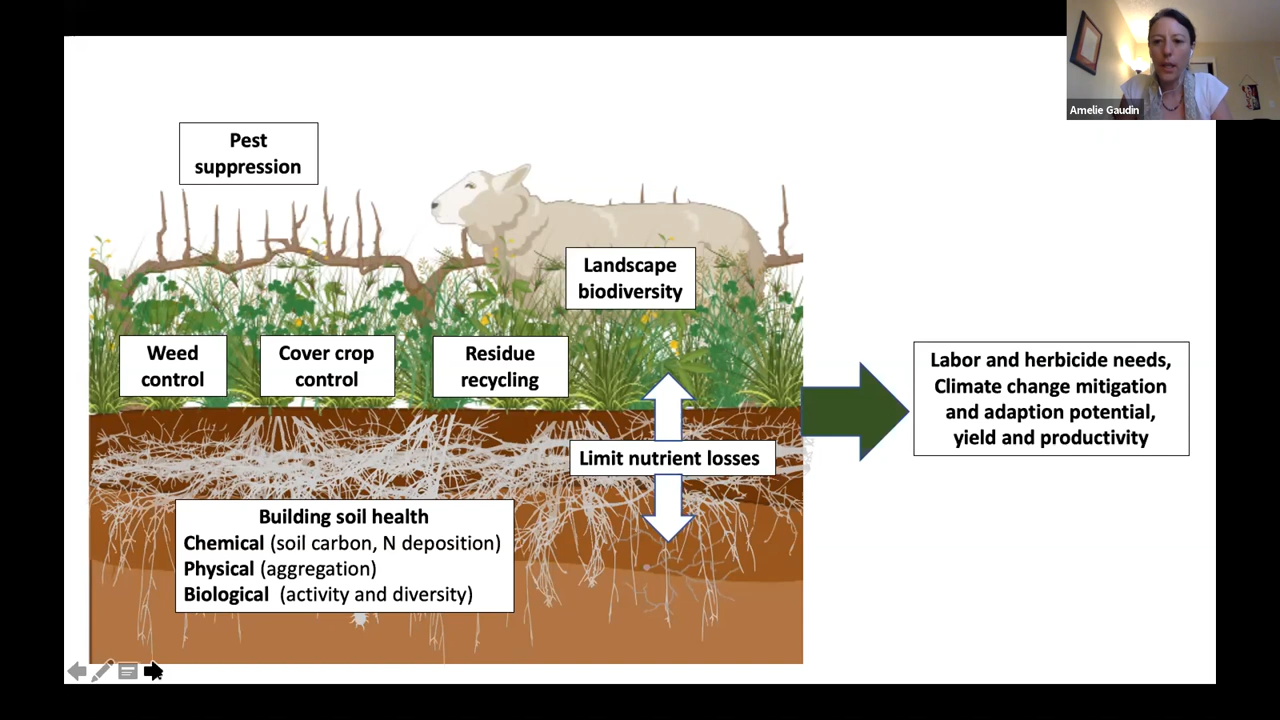 Amelie Gaudin
Pest
suppression
Landscape
biodiversity
Weed
control
Cover crop
control
Residue
recycling
Labor and herbicide needs,
Climate change mitigation
and adaption potential,
yield and productivity
Limit nutrient losses
Building soil health
Chemical (soil carbon, N deposition)
Physical (aggregation)
Biological (activity and diversity)